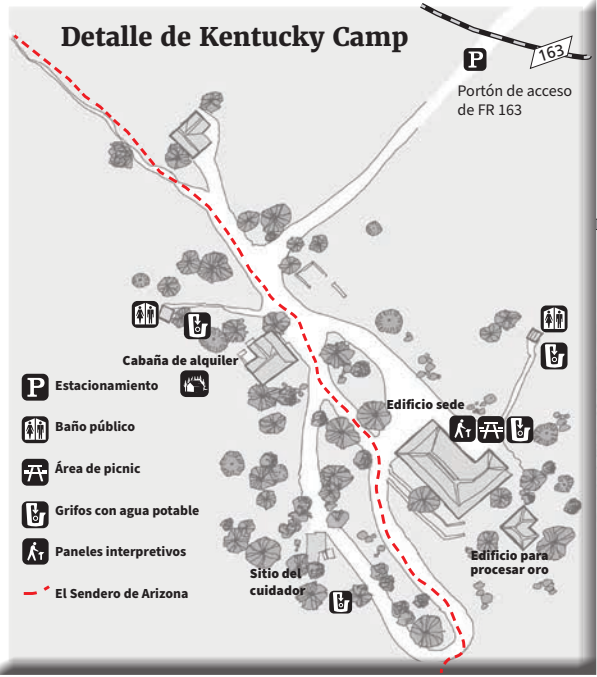 Detalle de Kentucky Camp
163
P
Portón de acceso
de FR 163
Cabaña de alquiler
P Estacionamiento
Baño público
Área de picnic
Grifos con agua potable
Paneles interpretivos
El Sendero de Arizona
Edificio sede
Edificio para
procesar oro
Sitio del
cuidador